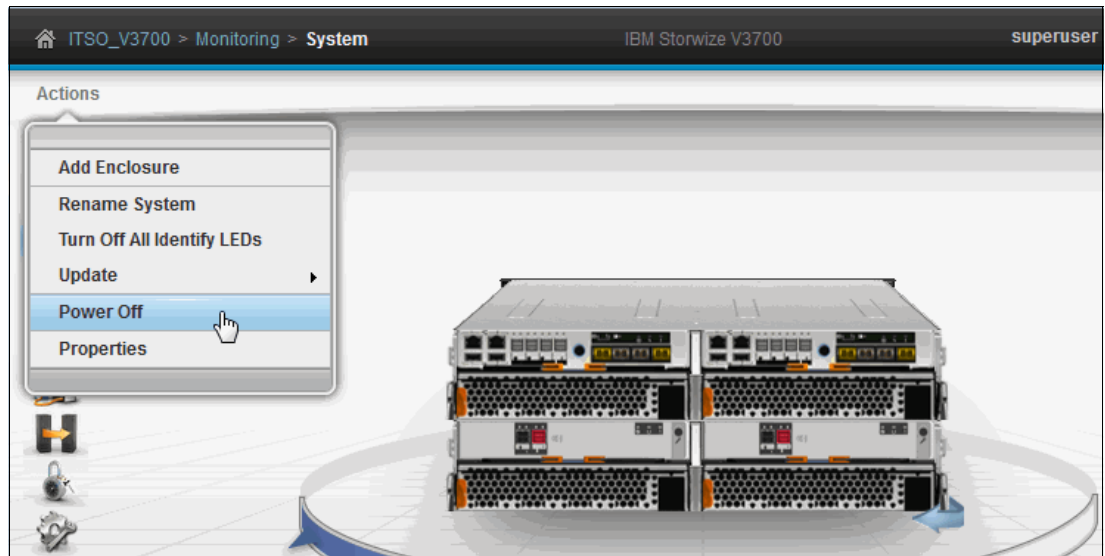 ITSO_V3700 > Monitoring > System
IBM Storwize V3700
superuser
Actions
Add Enclosure
Rename System
Turn Off All Identify LEDs
Update
Power Off
Properties